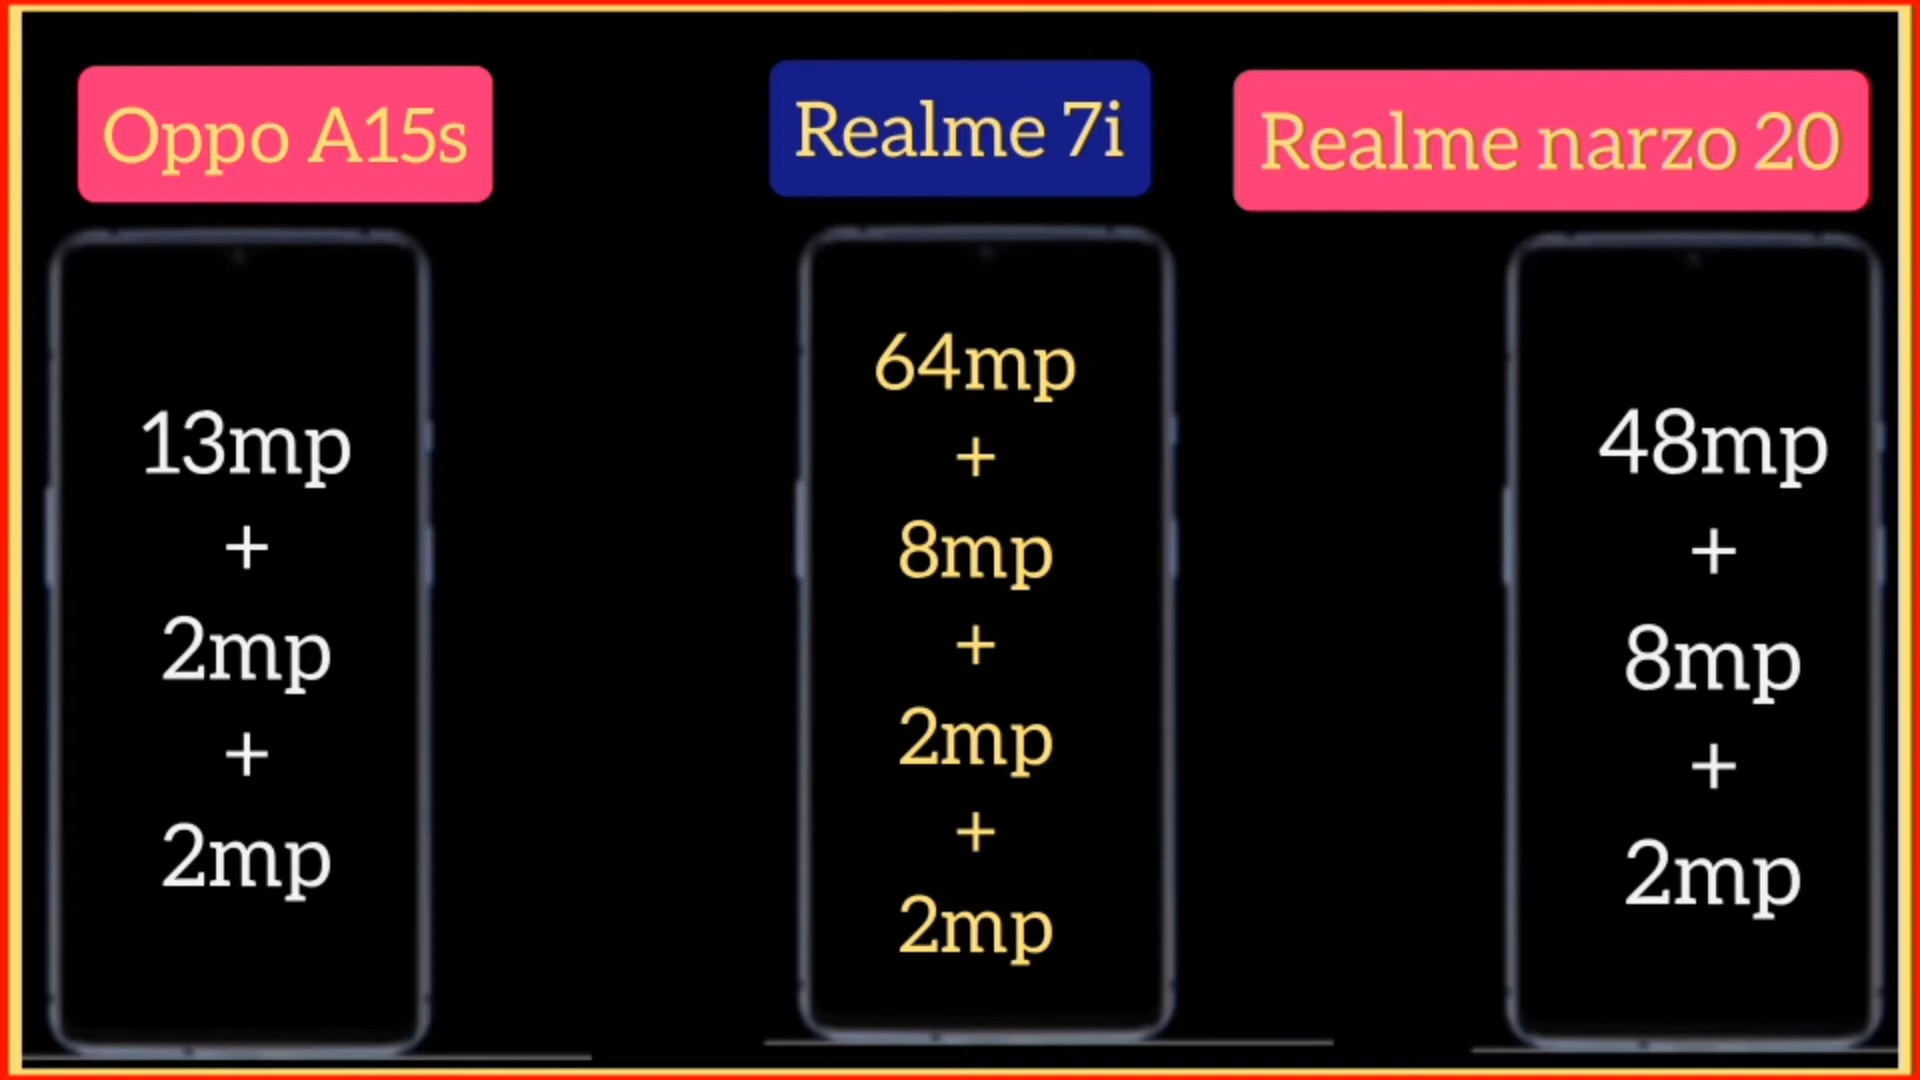 Oppo A15s
13mp
+
2mp
+
2mp
Realme 7i
64mp
+
8mp
+
2mp
+
2mp
Realme narzo 20
48mp
+
8mp
+
2mp